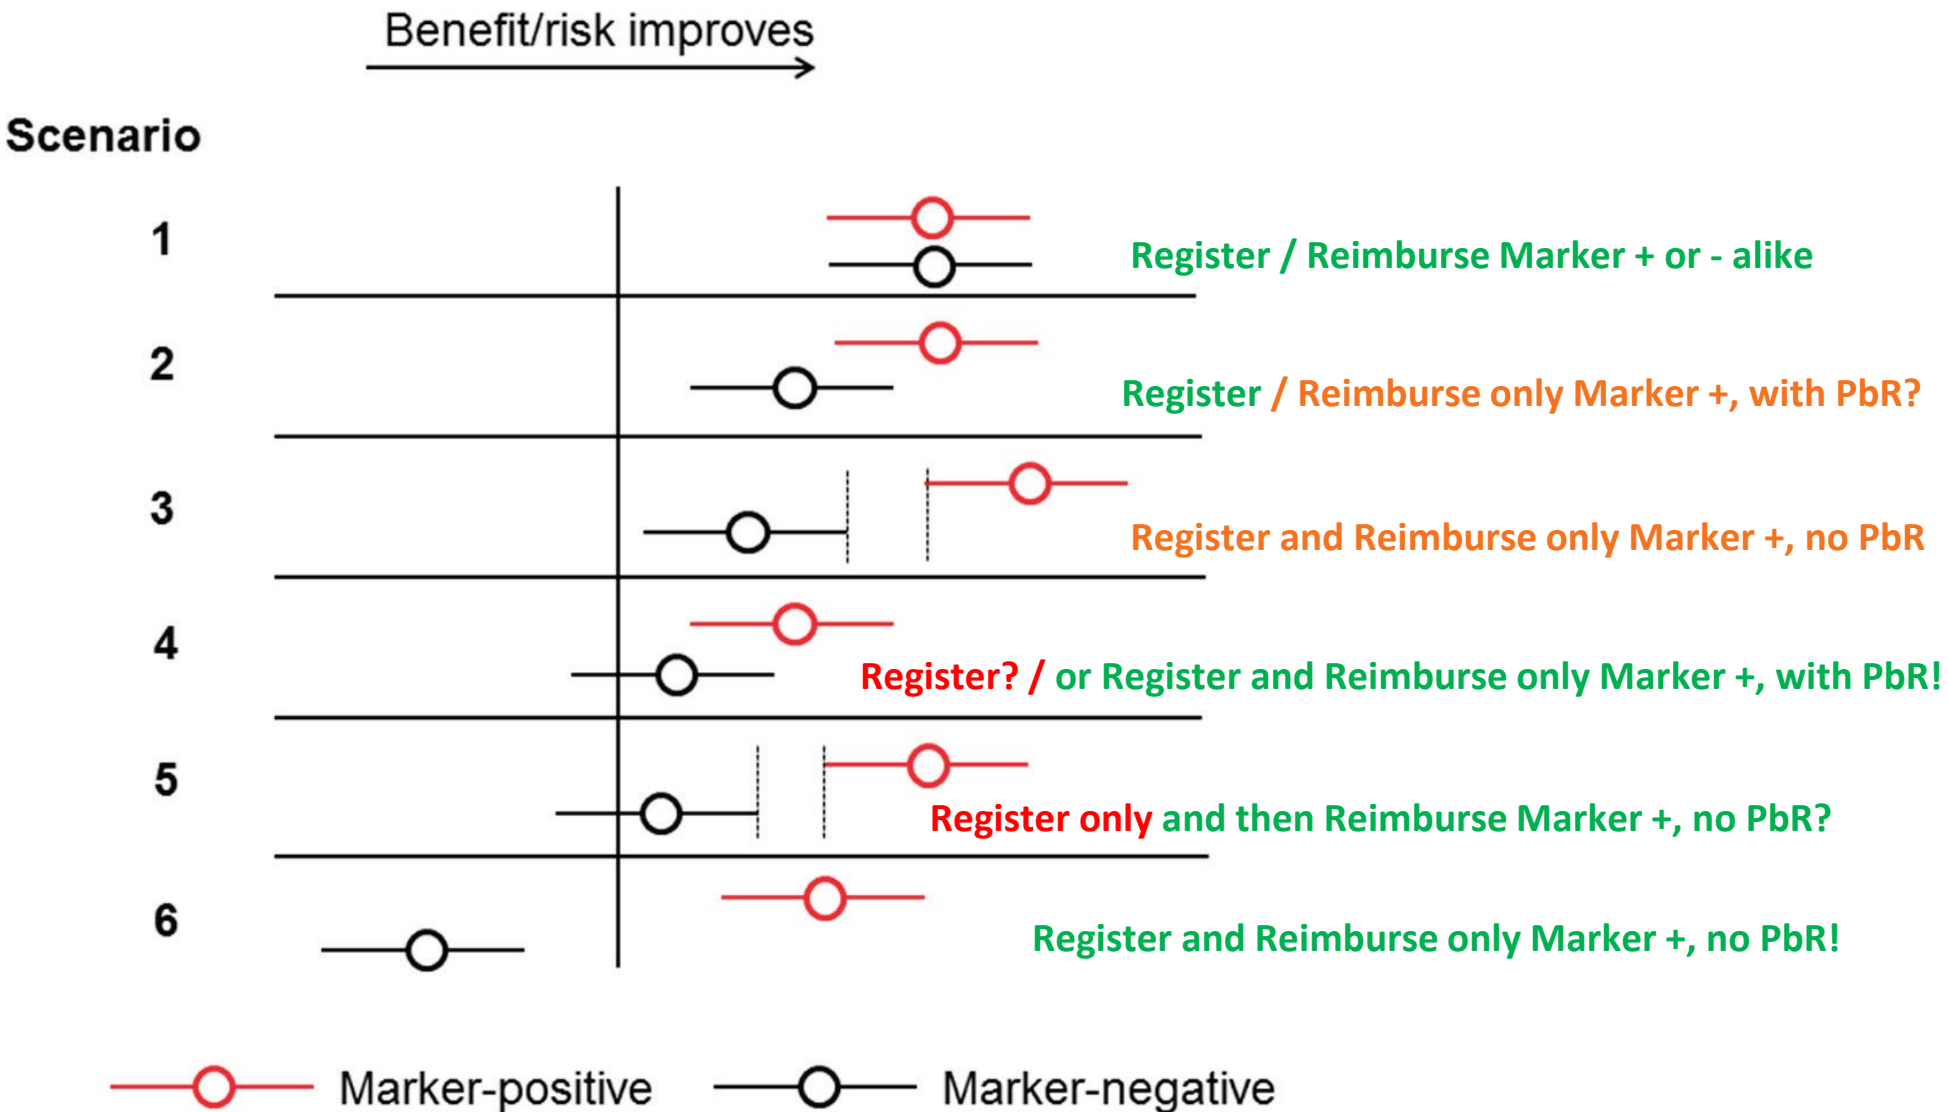 Benefit/risk improves
Scenario
1
Register / Reimburse Marker + or - alike
2
Register / Reimburse only Marker +, with PbR?
3
Register and Reimburse only Marker +, no PbR
4
Register? / or Register and Reimburse only Marker +, with PbR!
5
Register only and then Reimburse Marker +, no PbR?
6
Register and Reimburse only Marker +, no PbR!
Marker-positive
Marker-negative